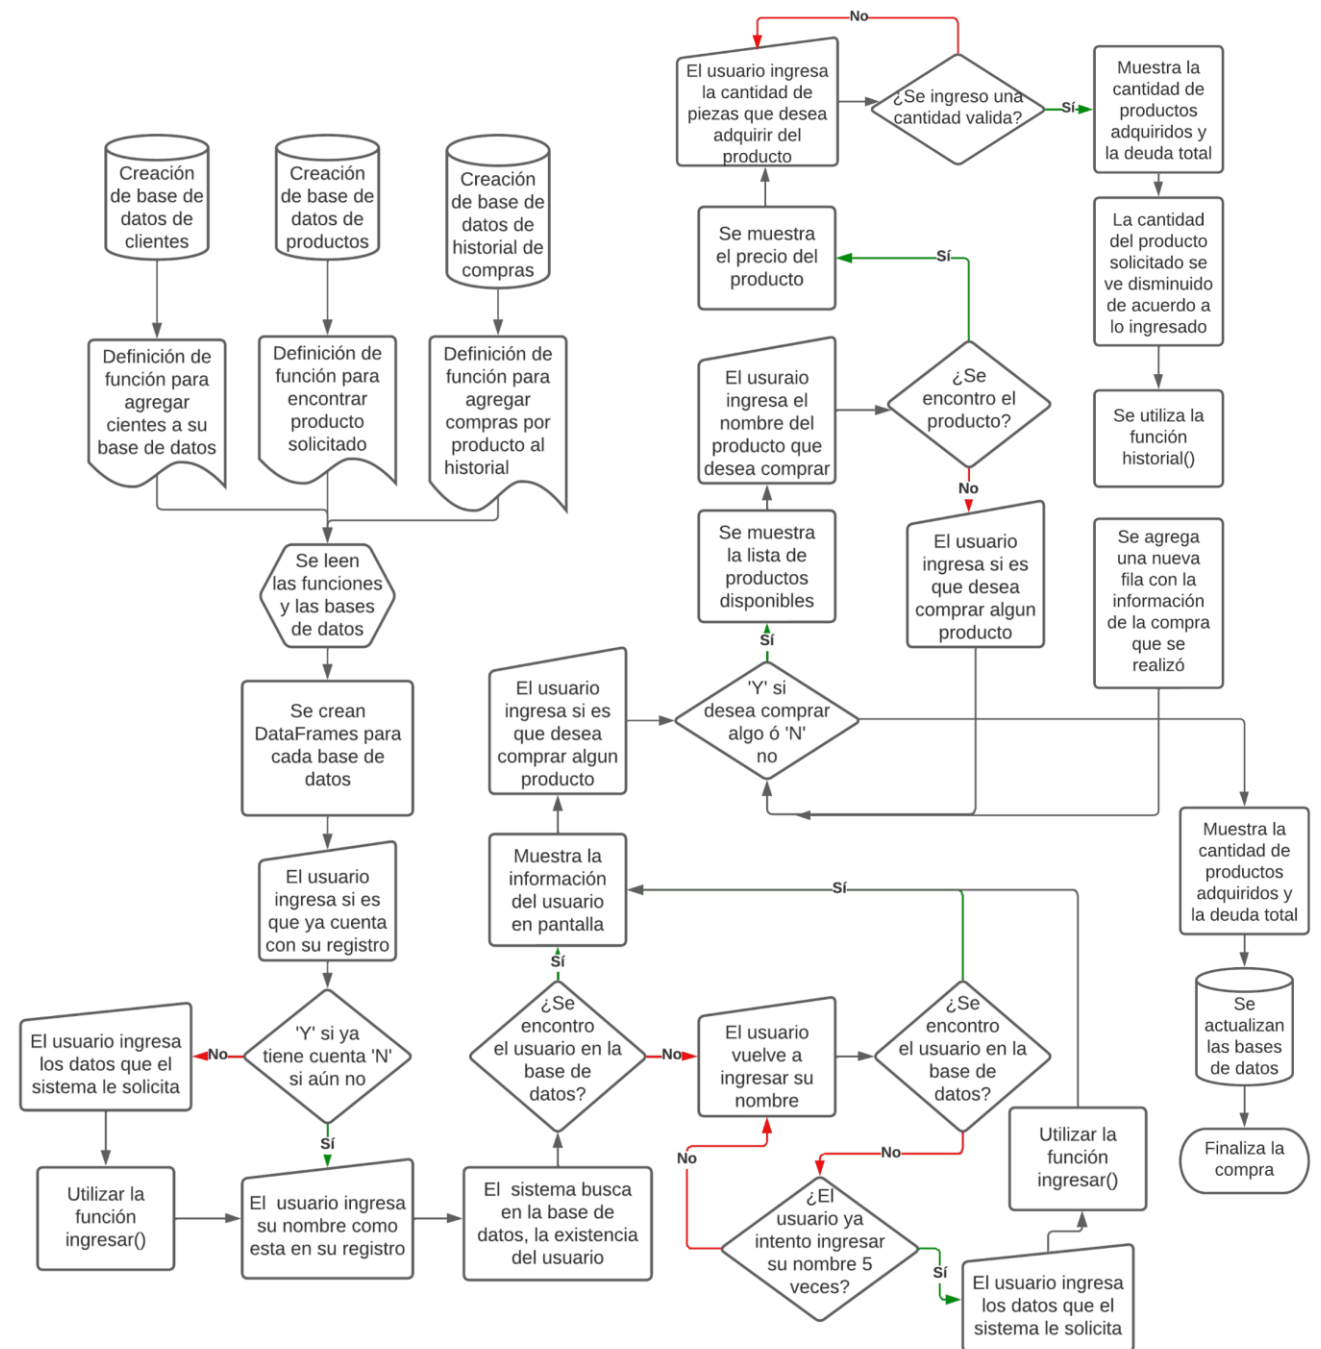 No
El usuario ingresa
la cantidad de
piezas que desea
adquirir del
producto
¿Se ingreso una
cantidad valida?
Sí
Muestra la
cantidad de
productos
adquiridos y
la deuda total
Creación
de base de
datos de
clientes
Creación
de base de
datos de
productos
Creación
de base de
datos de
historial de
compras
Se muestra
el precio del
producto
Sí
La cantidad
del producto
solicitado se
ve disminuido
de acuerdo a
lo ingresado
Definición de
función para
agregar
cientes a su
base de datos
Definición de
función para
encontrar
producto
solicitado
Definición de
función para
agregar
compras por
producto al
historial
El usuraio
ingresa el
nombre del
producto que
desea comprar
¿Se
encontro el
producto?
No
Se utiliza la
función
historial()
Se muestra
la lista de
productos
disponibles
Sí
El usuario
ingresa si es
que desea
comprar algun
producto
Se agrega
una nueva
fila con la
información
de la compra
que se
realizó
Se leen
las funciones
y las bases
de datos
Se crean
DataFrames para
cada base de
datos
El usuario
ingresa si es
que desea
comprar algun
producto
'Y' si
desea comprar
algo ó 'N'
no
Muestra la
cantidad de
productos
adquiridos y
la deuda total
El usuario
ingresa si es
que ya cuenta
con su registro
Muestra la
información
del usuario
en pantalla
Sí
Sí
'Y' si ya
tiene cuenta 'N'
si aún no
No
Sí
El usuario ingresa
los datos que el
sistema le solicita
¿Se
encontro
el usuario en la
base de
datos?
No
El usuario
vuelve a
ingresar su
nombre
¿Se
encontro
el usuario en la
base de
datos?
No
No
Se
actualizan
las bases
de datos
Finaliza la
compra
Utilizar la
función
ingresar()
El  usuario ingresa
su nombre como
esta en su registro
El  sistema busca
en la base de
datos, la existencia
del usuario
¿El
usuario ya
intento ingresar
su nombre 5
veces?
Sí
Utilizar la
función
ingresar()
El usuario ingresa
los datos que el
sistema le solicita